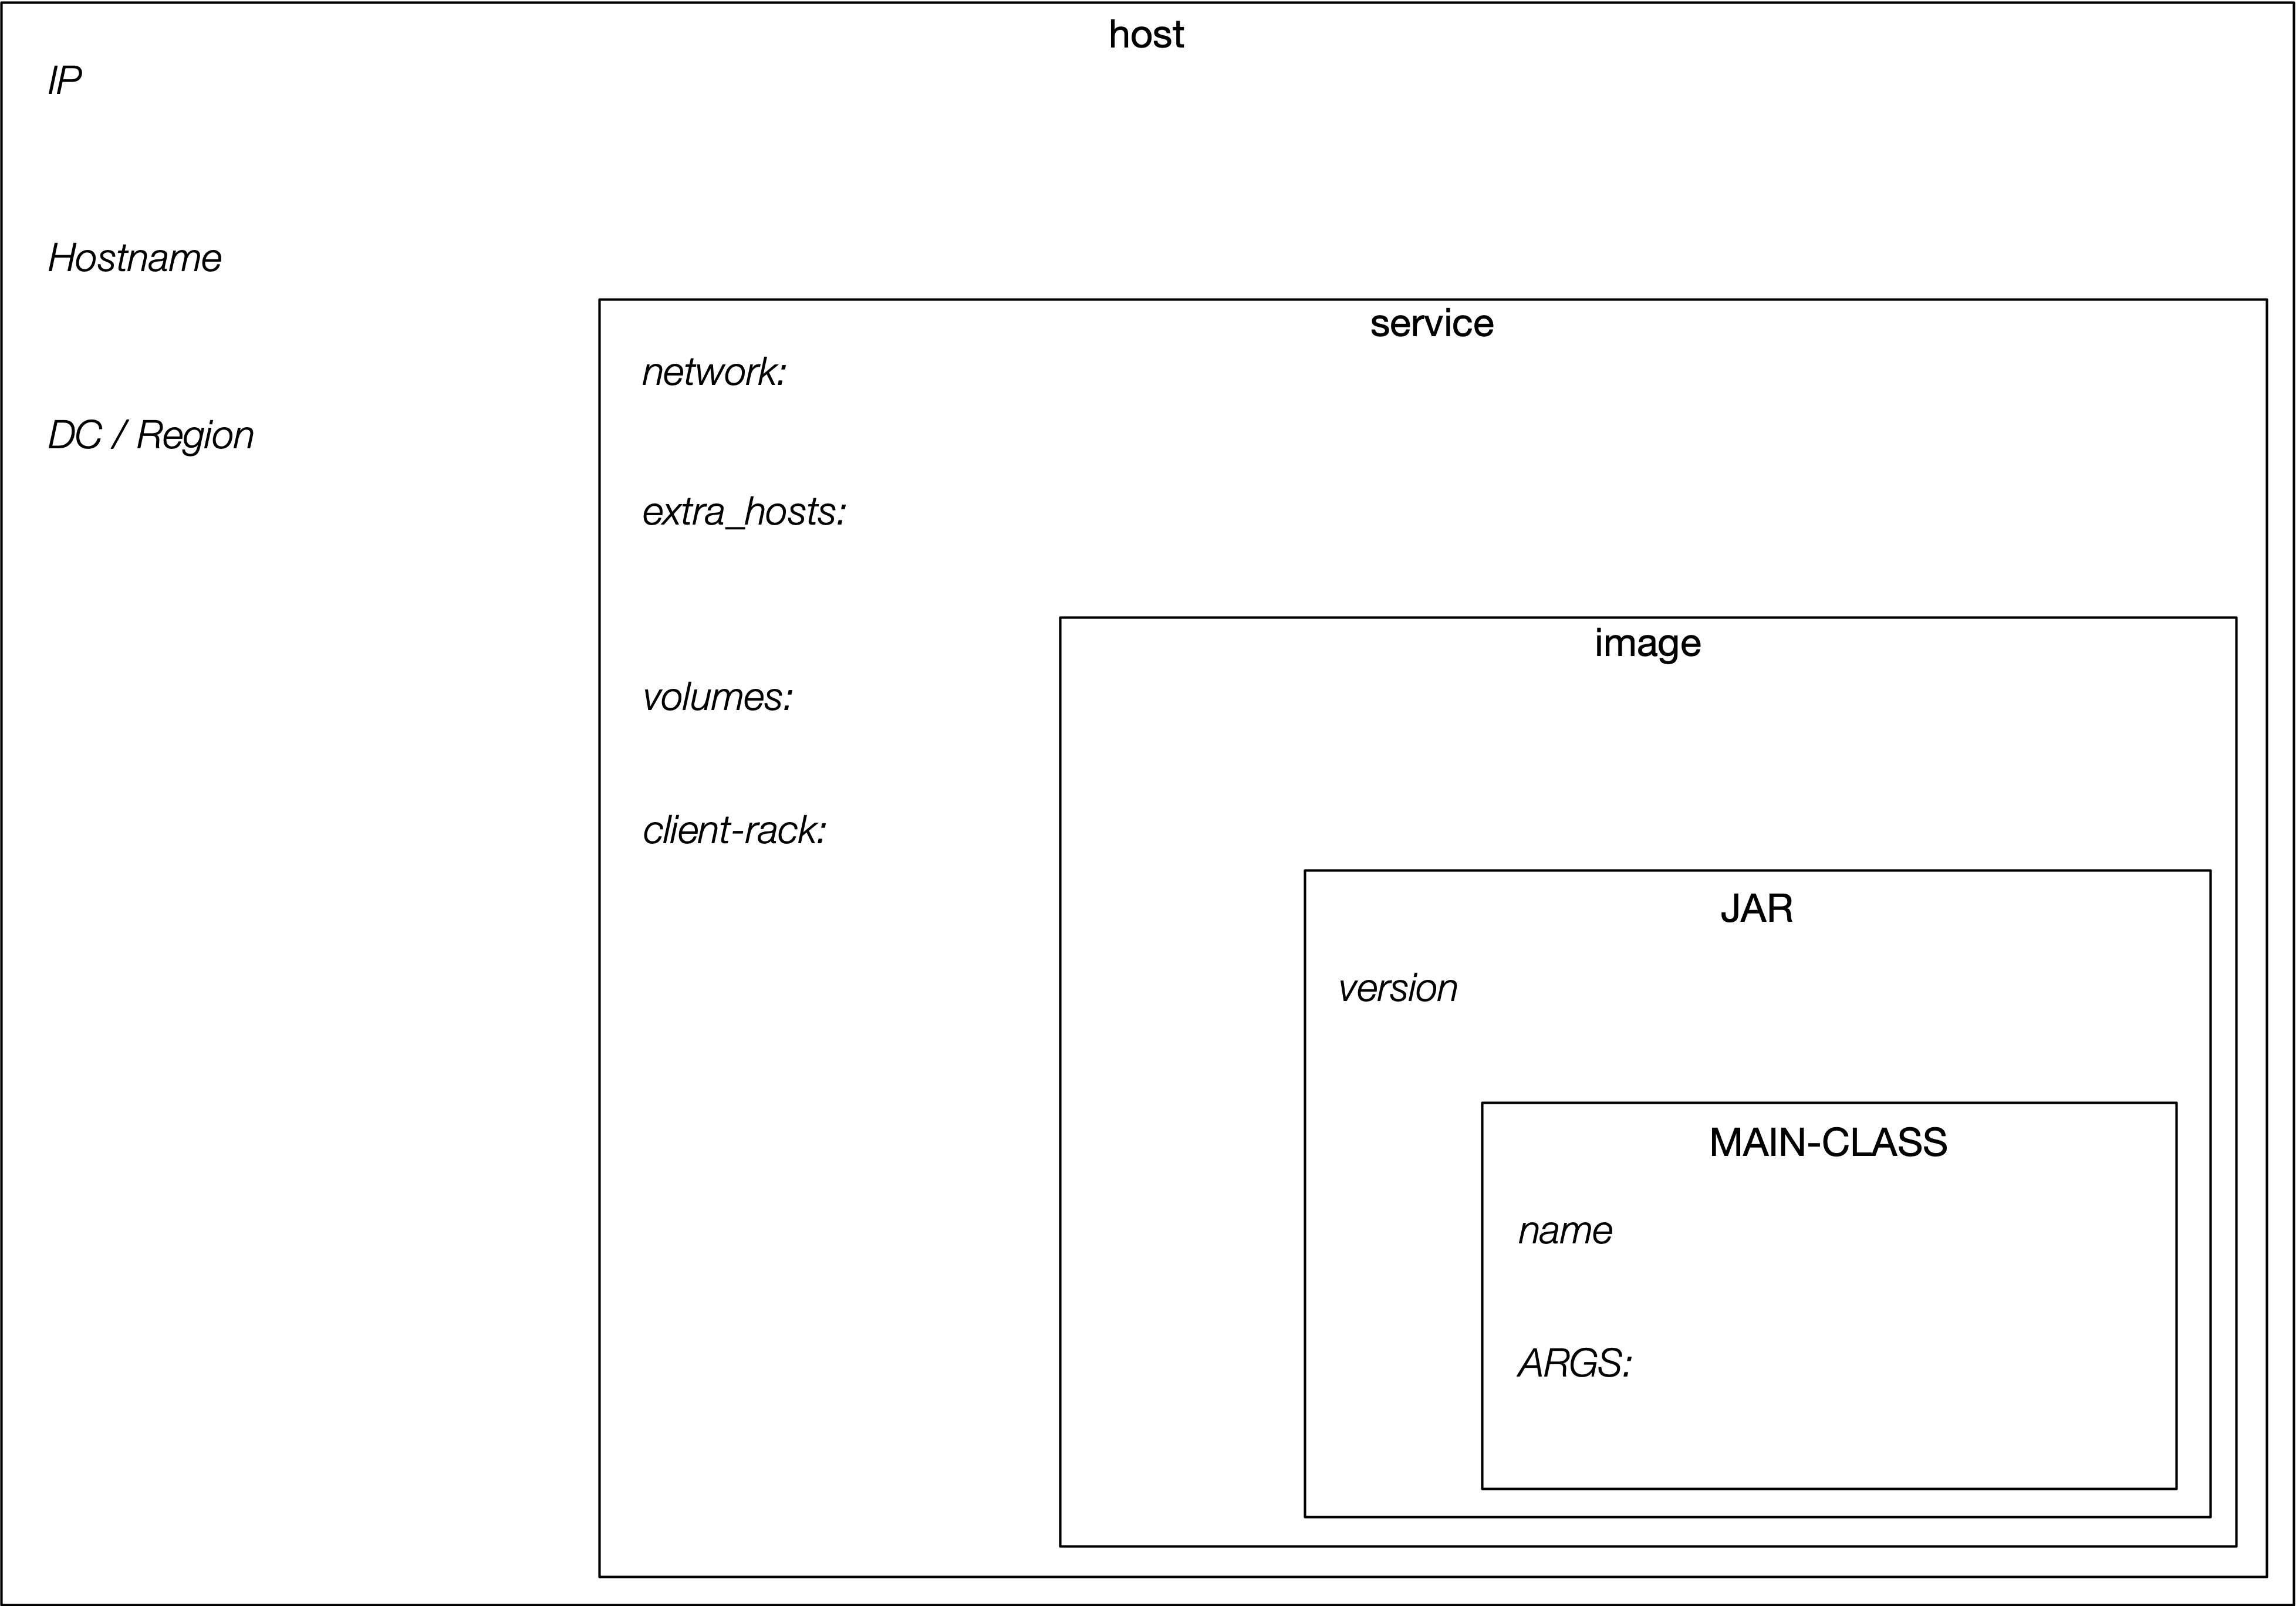 host
IP
Hostname
service
network:
DC / Region
extra_hosts:
image
volumes:
client-rack:
JAR
version
MAIN-CLASS
name
ARGS: